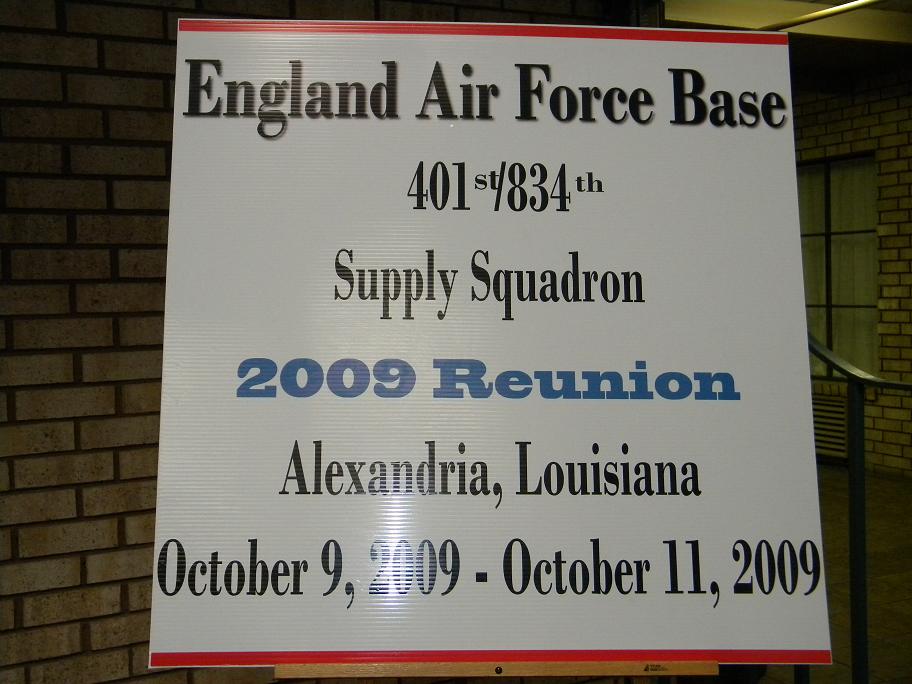 England Air Force Base
401st/834th
Supply Squadron
2009 Reunion
Alexandria, Louisiana
October 9, 2009 - October 11, 2009